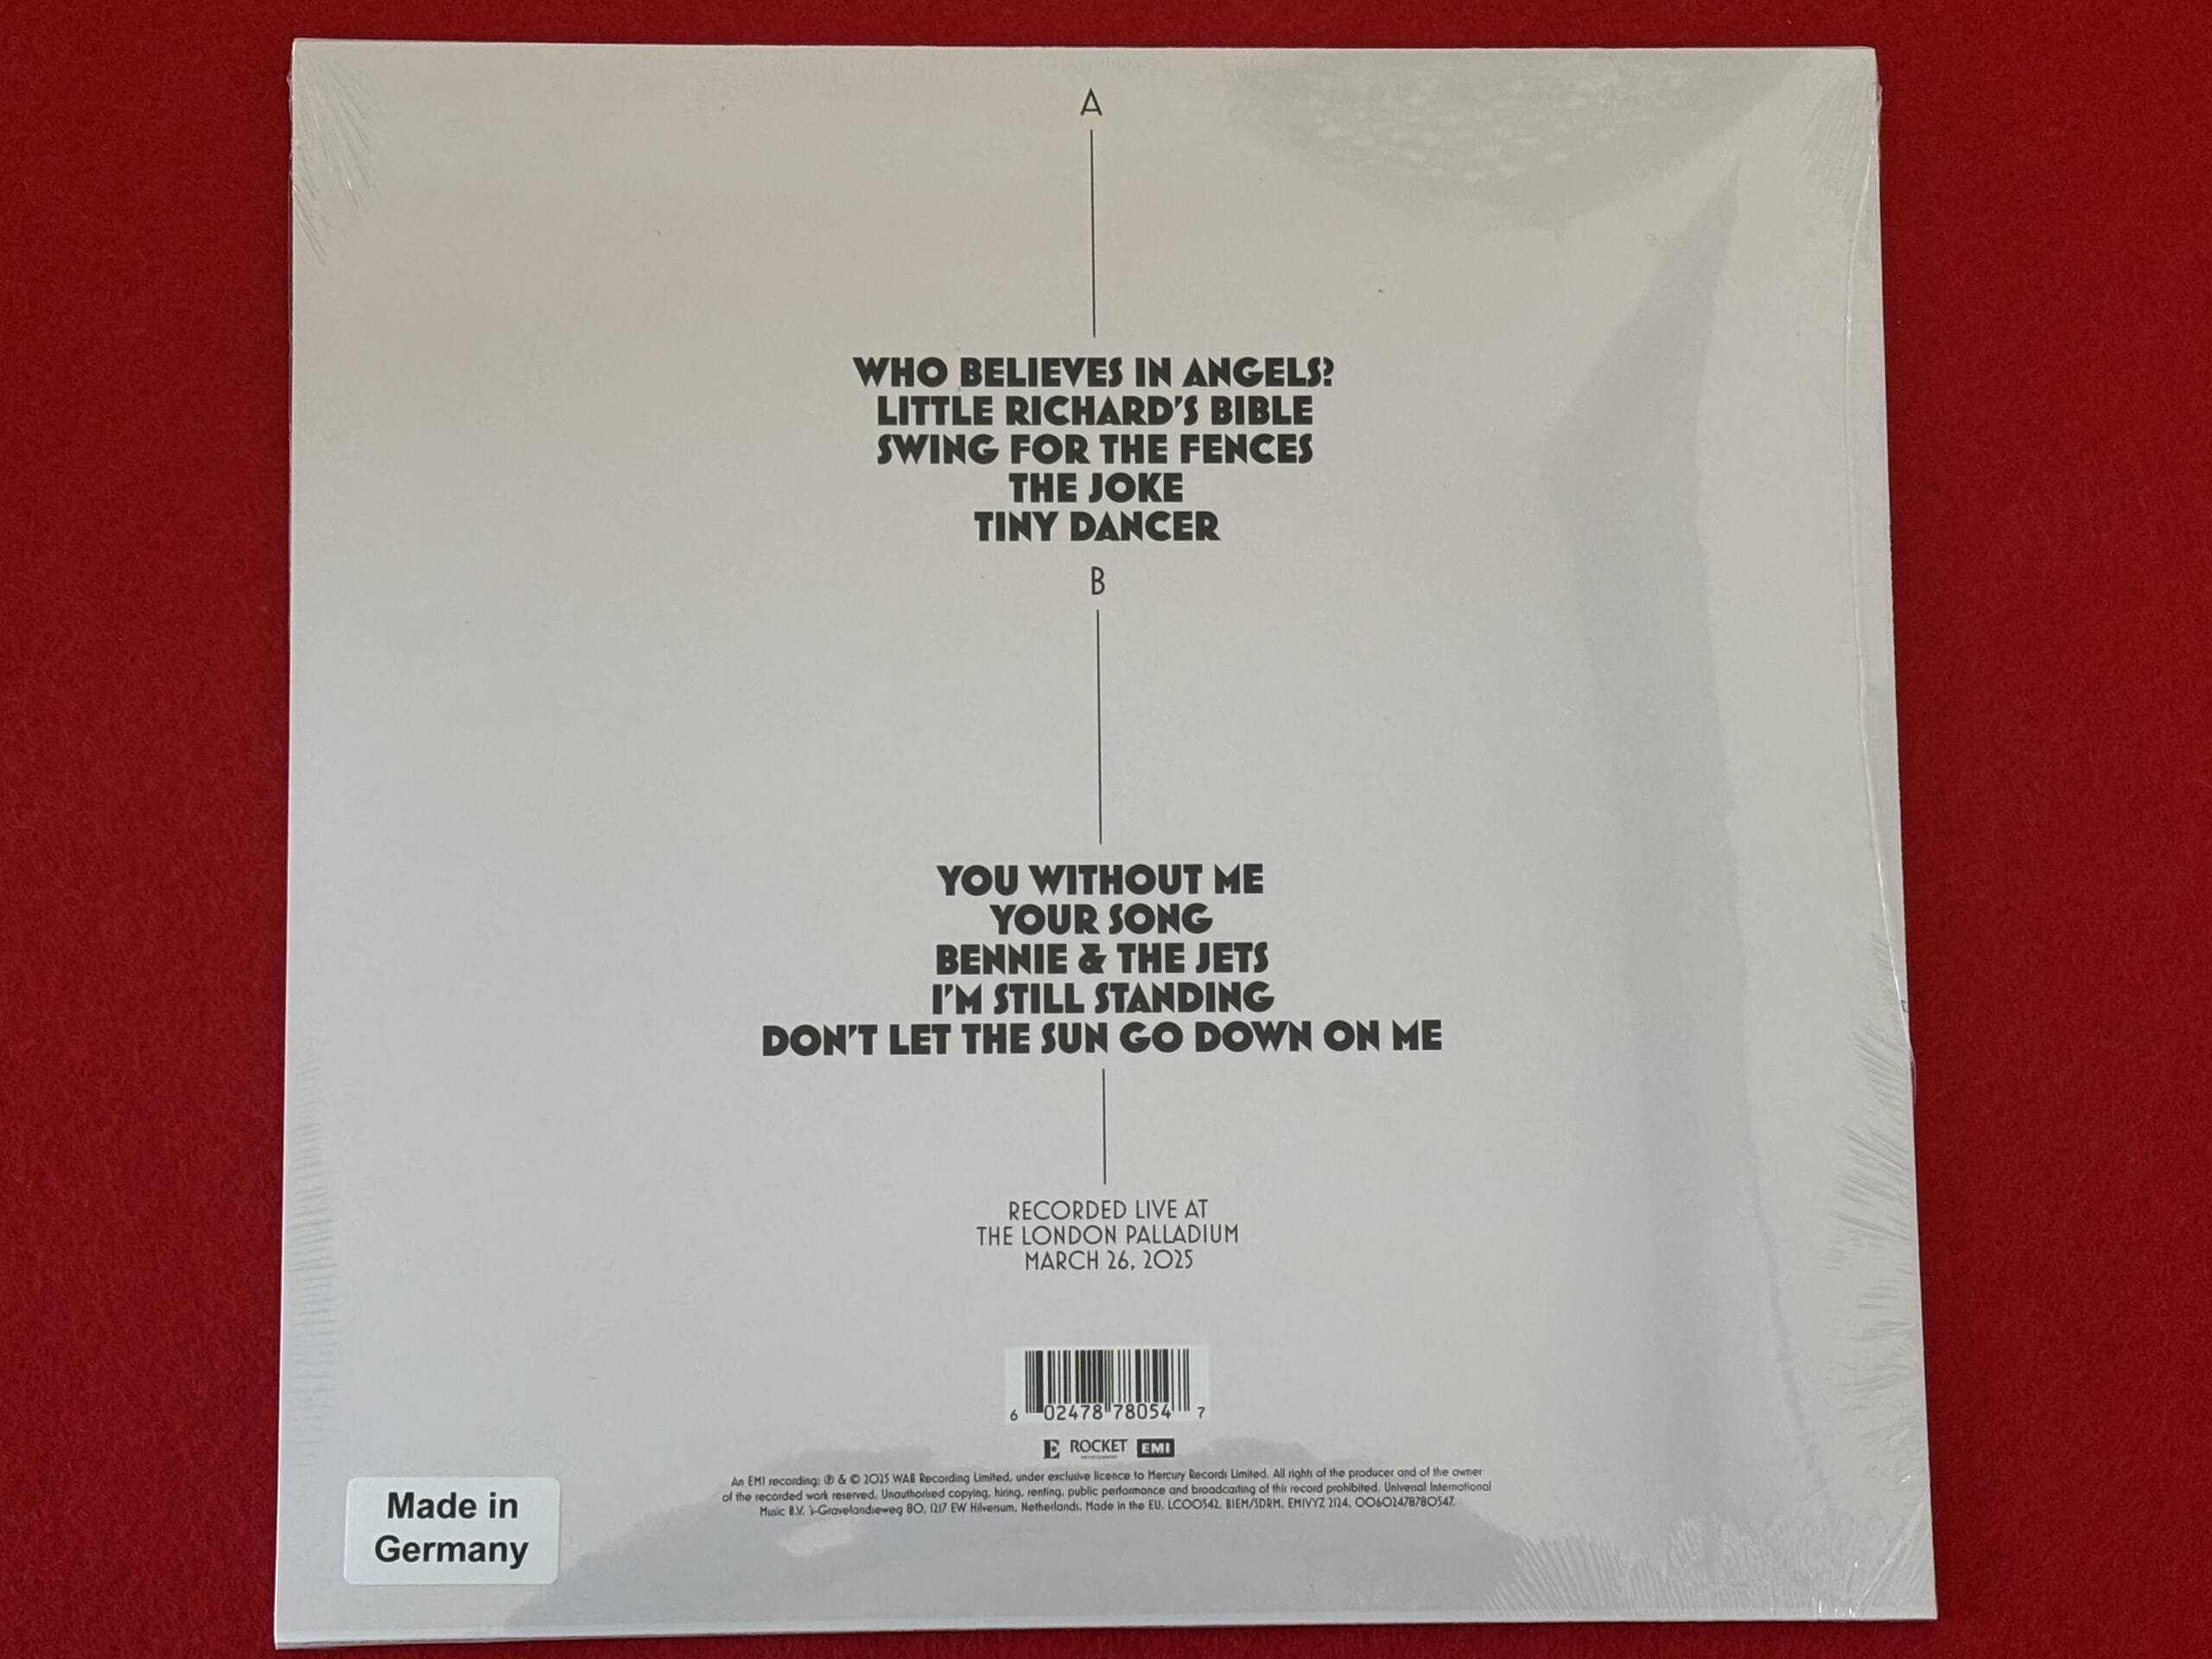 A
WHO BELIEVES IN ANGELS?
LITTLE RICHARD'S BIBLE
SWING FOR THE FENCES
THE JOKE
TINY DANCER
B
YOU WITHOUT ME
YOUR SONG
BENNIE & THE JETS
I'M STILL STANDING
DON'T LET THE SUN GO DOWN ON ME
RECORDED LIVE AT
THE LONDON PALLADIUM
MARCH 26, 2025
6 02478 78054 7
E ROCKET EMI
An EMI recording; ℗ & © 2025 WAB Recording Limited, under exclusive licence to Mercury Records Limited. All rights of the producer and of the owner
of the recorded work reserved. Unauthorised copying, hiring, renting, public performance and broadcasting of this record prohibited. Universal International
Music B.V. 's-Gravelandseweg 80, 1217 EW Hilversum, Netherlands. Made in the EU. LC00542. BIEM/SDRM. EMIVYZ 2124. 00602478780547.
Made in
Germany